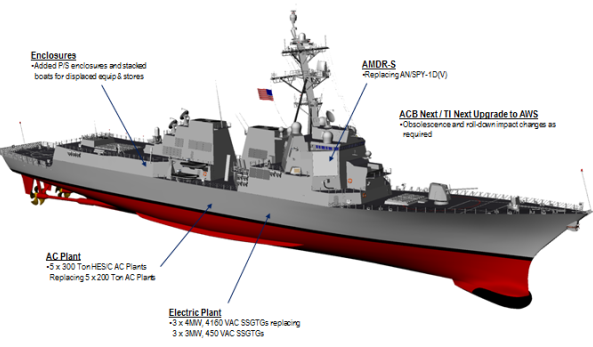 Enclosures
•Added P/S enclosures and stacked
boats for displaced equip & stores
AMDR-S
•Replacing AN/SPY-1D(V)
ACB Next / TI Next Upgrade to AWS
•Obsolescence and roll-down impact changes as
required
AC Plant
•5 x 300 Ton HES/C AC Plants
Replacing 5 x 200 Ton AC Plants
Electric Plant
•3 x 4MW, 4160 VAC SSGTGs replacing
3 x 3MW, 450 VAC SSGTGs